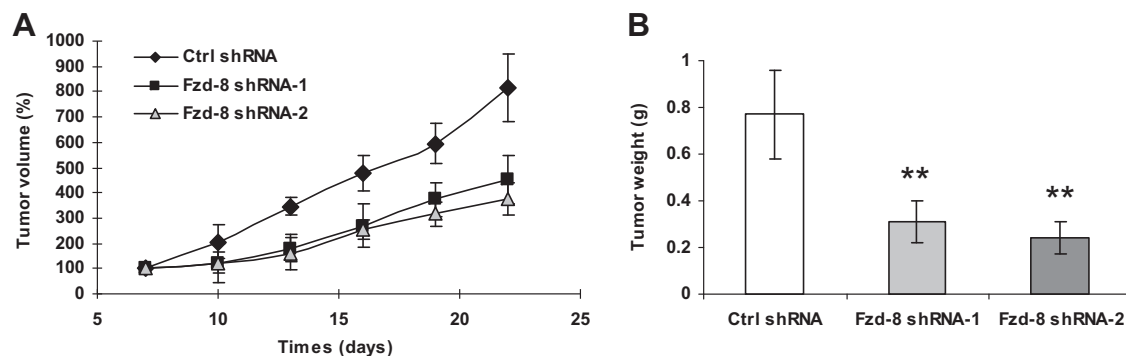 A
1000
900
800
700
600
500
400
300
200
100
0
Tumor volume (%)
Ctrl shRNA
Fzd-8 shRNA-1
Fzd-8 shRNA-2
5
10
15
20
25
Times (days)
B
1
0.8
0.6
0.4
0.2
0
Tumor weight (g)
**
**
Ctrl shRNA
Fzd-8 shRNA-1
Fzd-8 shRNA-2